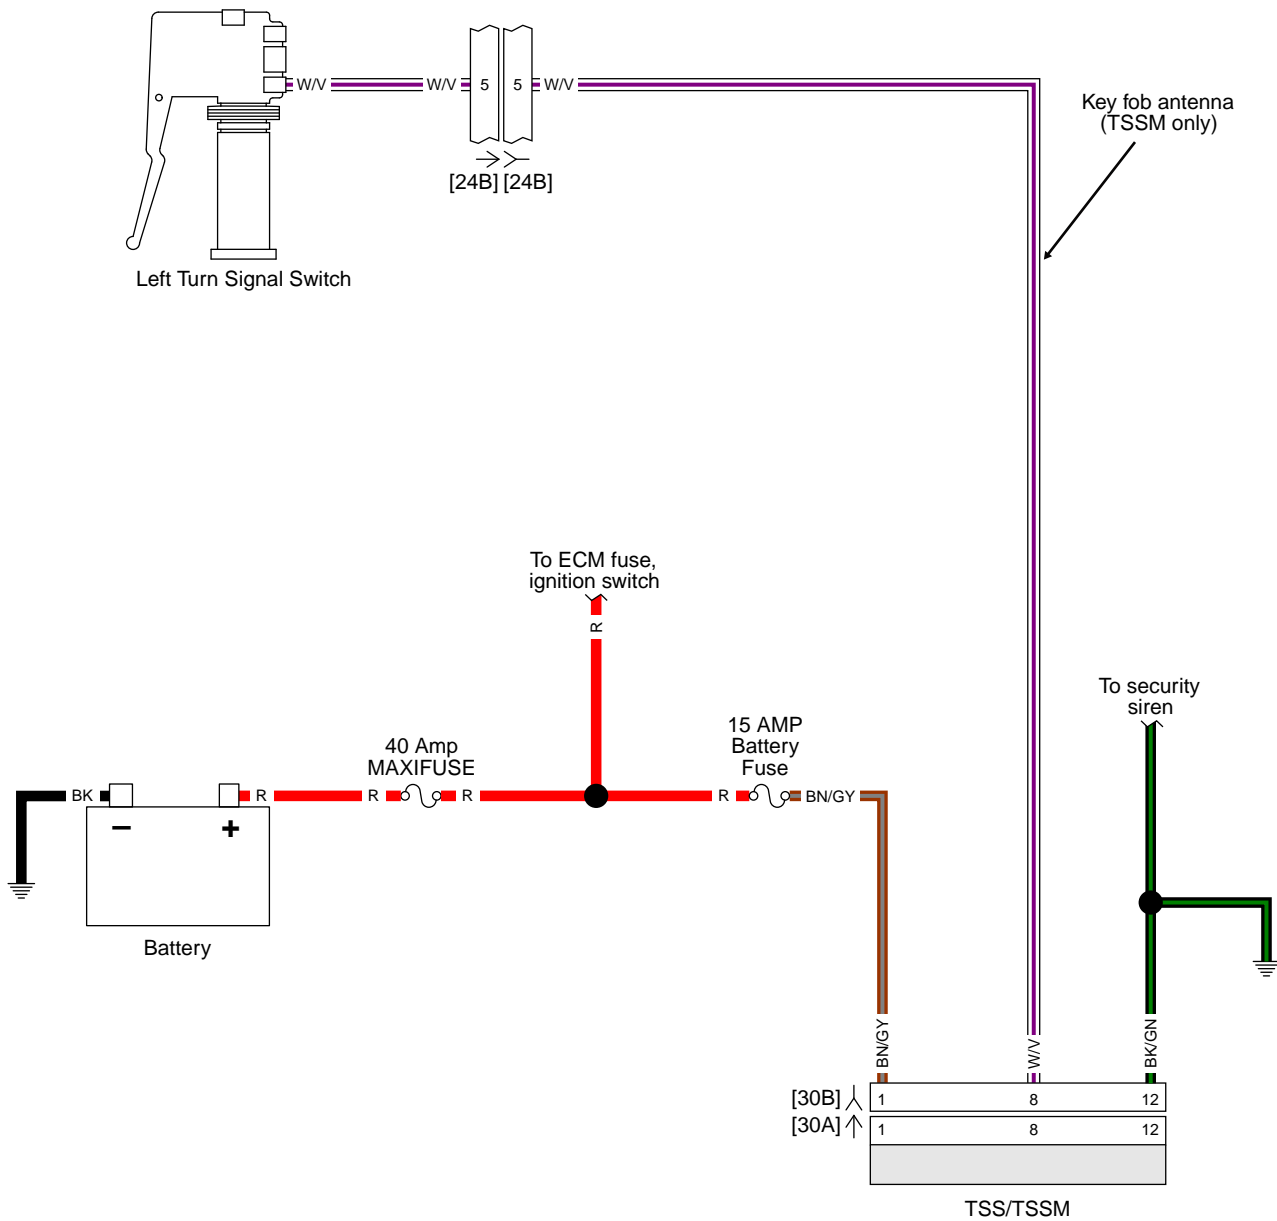 W/V
W/V
5
5
W/V
[24B]
[24B]
Left Turn Signal Switch
Key fob antenna
(TSSM only)
To ECM fuse,
ignition switch
R
To security
siren
40 Amp
MAXIFUSE
15 AMP
Battery
Fuse
BK
R
R
R
R
BN/GY
−
+
Battery
BN/GY
W/V
BK/GN
[30B]
1
8
12
[30A]
1
8
12
TSS/TSSM